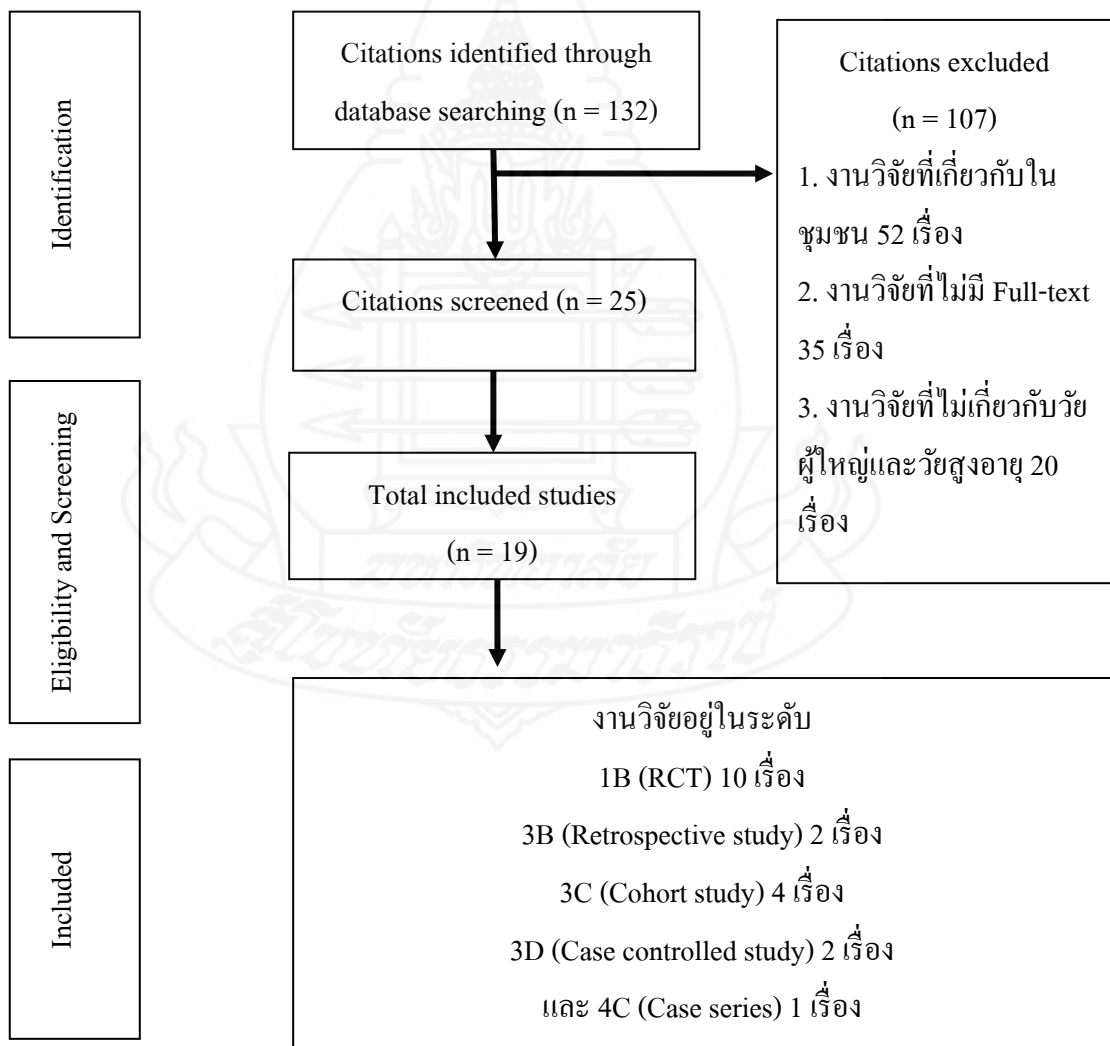 Identification
Citations identified through
database searching (n = 132)
Citations excluded
(n = 107)
1. งานวิจัยที่เกี่ยวกับใน
ชุมชน 52 เรื่อง
2. งานวิจัยที่ไม่มี Full-text
35 เรื่อง
3. งานวิจัยที่ไม่เกี่ยวกับวัย
ผู้ใหญ่และวัยสูงอายุ 20
เรื่อง
Citations screened (n = 25)
Eligibility and Screening
Total included studies
(n = 19)
Included
งานวิจัยอยู่ในระดับ
1B (RCT) 10 เรื่อง
3B (Retrospective study) 2 เรื่อง
3C (Cohort study) 4 เรื่อง
3D (Case controlled study) 2 เรื่อง
และ 4C (Case series) 1 เรื่อง